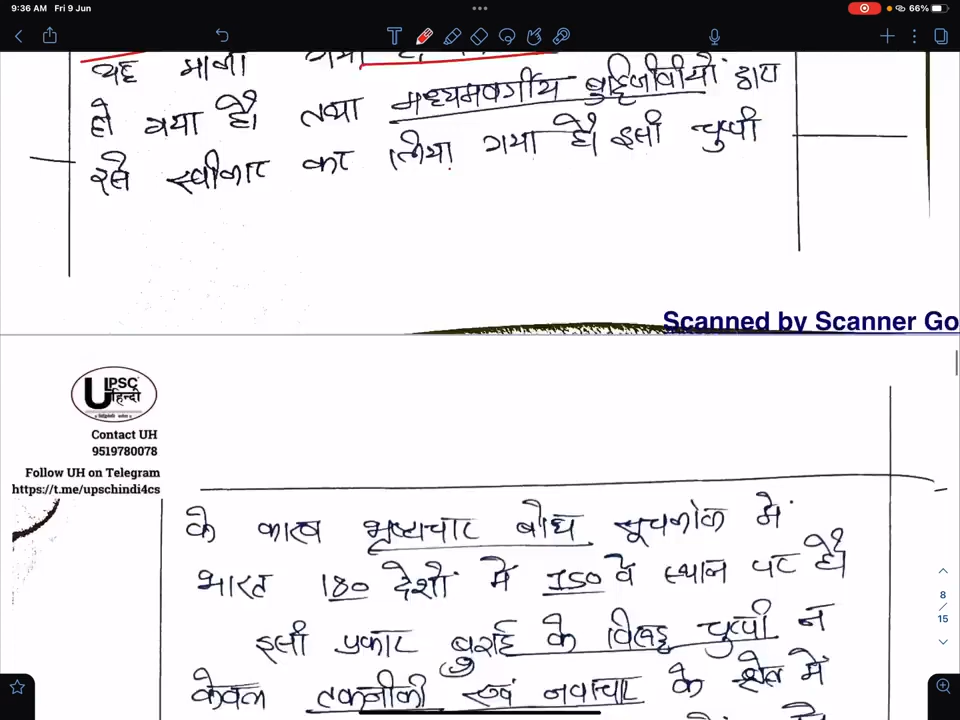 9:36 AM Fri 9 Jun
66%
यह माना गया है
हो गया है। तथा मध्यमवर्गीय बुद्धिजीवीयों द्वारा
इसे स्वीकार कर लिया गया है। इसी चुप्पी
Scanned by Scanner Go
UPSC
हिन्दी
Contact UH
9519780078
Follow UH on Telegram
https://t.me/upschindi4cs
के कारण भ्रष्टाचार बोध सूचकांक में
भारत 180 देशों में 150 वे स्थान पर है।
इसी प्रकार बुराई के विरुद्ध चुप्पी न
केवल तकनीकी एवं नवाचार के क्षेत्र में
8
/
15